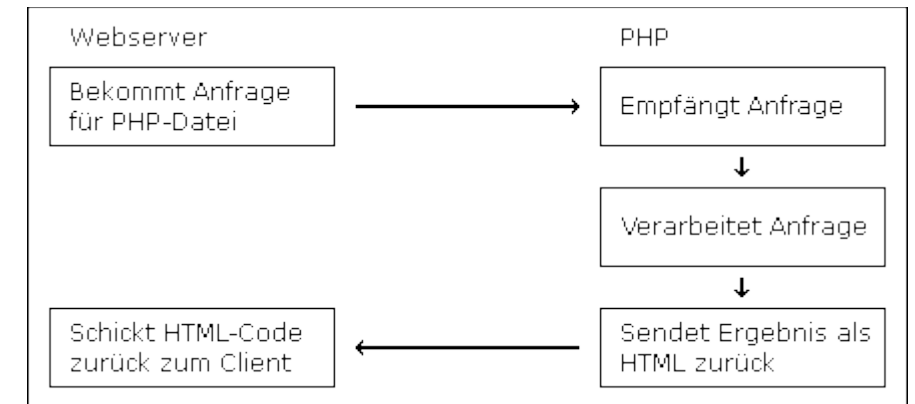 Webserver
PHP
Bekommt Anfrage
für PHP-Datei
Empfängt Anfrage
Verarbeitet Anfrage
Sendet Ergebnis als
HTML zurück
Schickt HTML-Code
zurück zum Client